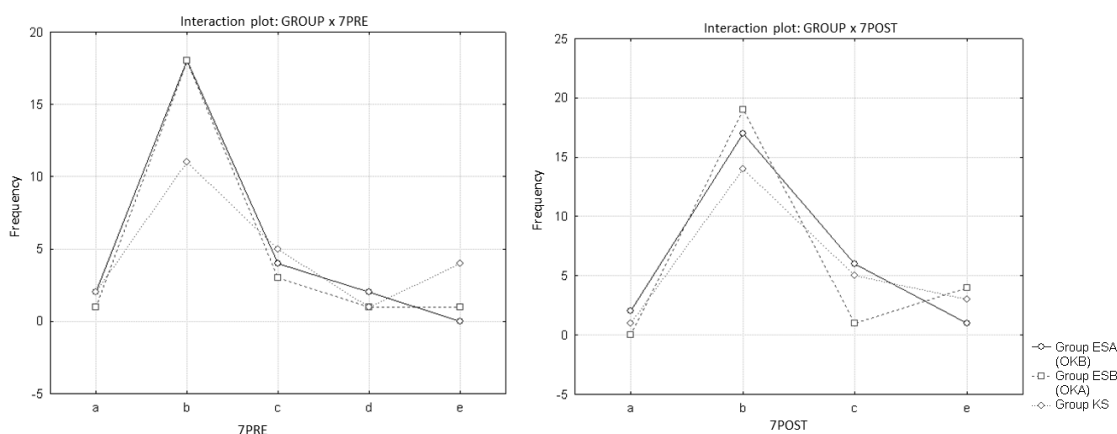 Interaction plot: GROUP x 7PRE
20
15
10
5
0
-5
Frequency
a b c d e
7PRE
Interaction plot: GROUP x 7POST
25
20
15
10
5
0
-5
Frequency
a b c e
7POST
Group ESA
(OKB)
Group ESB
(OKA)
Group KS